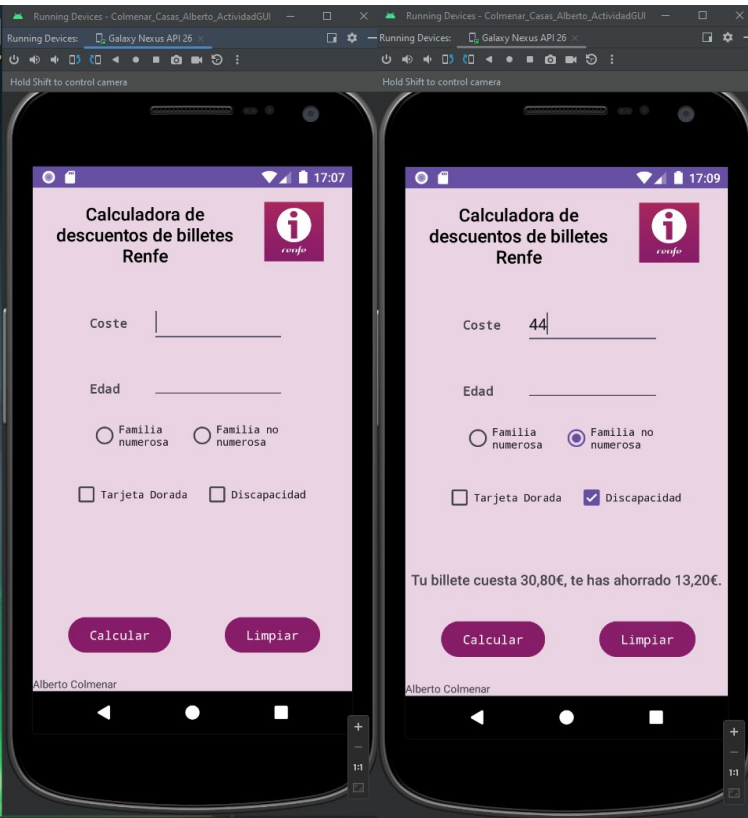 Running Devices - Colmenar_Casas_Alberto_ActividadGUI
Running Devices: Galaxy Nexus API 26
Hold Shift to control camera
17:07
Calculadora de
descuentos de billetes
Renfe
renfe
Coste
Edad
Familia
numerosa
Familia no
numerosa
Tarjeta Dorada
Discapacidad
Calcular
Limpiar
Alberto Colmenar
1:1
Running Devices - Colmenar_Casas_Alberto_ActividadGUI
Running Devices: Galaxy Nexus API 26
Hold Shift to control camera
17:09
Calculadora de
descuentos de billetes
Renfe
renfe
Coste 44
Edad
Familia
numerosa
Familia no
numerosa
Tarjeta Dorada
Discapacidad
Tu billete cuesta 30,80€, te has ahorrado 13,20€.
Calcular
Limpiar
Alberto Colmenar
1:1